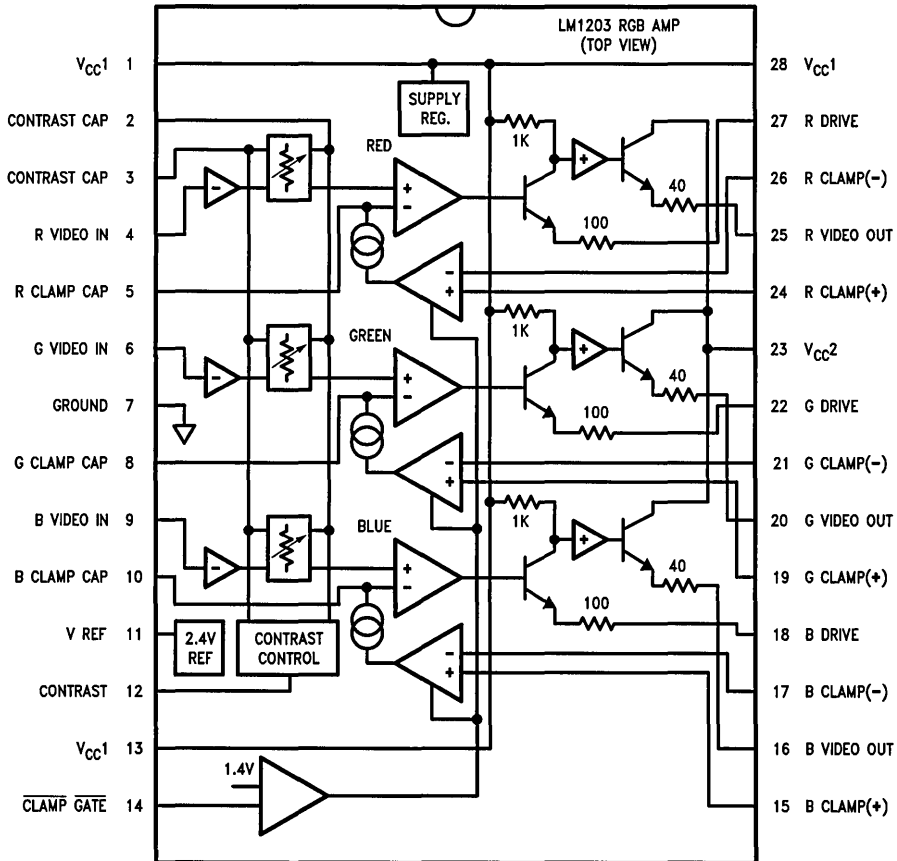 LM1203 RGB AMP
(TOP VIEW)
VCC1 1
28 VCC1
SUPPLY
REG.
CONTRAST CAP 2
27 R DRIVE
1K
RED
+
CONTRAST CAP 3
26 R CLAMP(-)
40
-
+
-
R VIDEO IN 4
100
25 R VIDEO OUT
-
+
R CLAMP CAP 5
24 R CLAMP(+)
1K
GREEN
+
G VIDEO IN 6
23 VCC2
40
-
+
-
GROUND 7
100
22 G DRIVE
G CLAMP CAP 8
-
+
21 G CLAMP(-)
1K
B VIDEO IN 9
20 G VIDEO OUT
BLUE
+
40
-
+
-
B CLAMP CAP 10
19 G CLAMP(+)
100
V REF 11
2.4V
REF
CONTRAST
CONTROL
18 B DRIVE
-
+
CONTRAST 12
17 B CLAMP(-)
VCC1 13
16 B VIDEO OUT
1.4V
CLAMP GATE 14
15 B CLAMP(+)